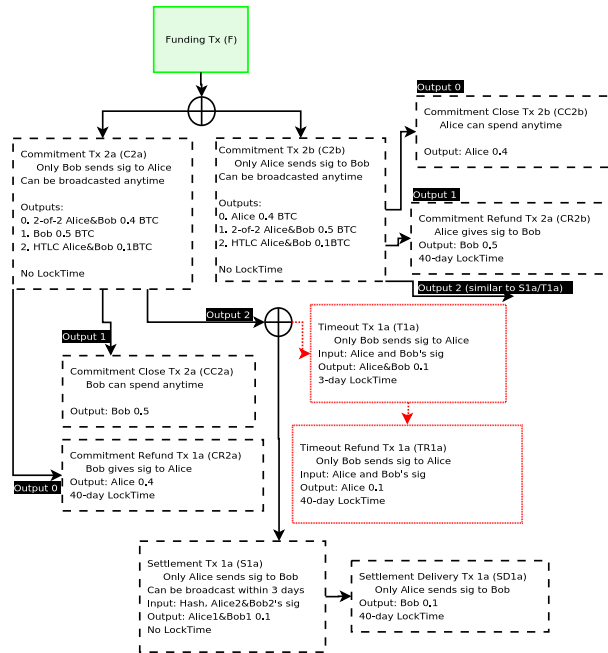 Funding Tx (F)
Output 0
Commitment Close Tx 2b (CC2b)
Alice can spend anytime
Output: Alice 0.4
Commitment Tx 2a (C2a)
Only Bob sends sig to Alice
Can be broadcasted anytime
Outputs:
0. 2-of-2 Alice&Bob 0.4 BTC
1. Bob 0.5 BTC
2. HTLC Alice&Bob 0.1BTC
No LockTime
Commitment Tx 2b (C2b)
Only Alice sends sig to Bob
Can be broadcasted anytime
Outputs:
0. Alice 0.4 BTC
1. 2-of-2 Alice&Bob 0.5 BTC
2. HTLC Alice&Bob 0.1BTC
No LockTime
Output 1
Commitment Refund Tx 2a (CR2b)
Alice gives sig to Bob
Output: Bob 0.5
40-day LockTime
Output 2 (similar to S1a/T1a)
Output 2
Timeout Tx 1a (T1a)
Only Bob sends sig to Alice
Input: Alice and Bob's sig
Output: Alice&Bob 0.1
3-day LockTime
Output 1
Commitment Close Tx 2a (CC2a)
Bob can spend anytime
Output: Bob 0.5
Commitment Refund Tx 1a (CR2a)
Bob gives sig to Alice
Output: Alice 0.4
40-day LockTime
Output 0
Timeout Refund Tx 1a (TR1a)
Only Bob sends sig to Alice
Input: Alice and Bob's sig
Output: Alice 0.1
40-day LockTime
Settlement Tx 1a (S1a)
Only Alice sends sig to Bob
Can be broadcast within 3 days
Input: Hash, Alice2&Bob2's sig
Output: Alice1&Bob1 0.1
No LockTime
Settlement Delivery Tx 1a (SD1a)
Only Alice sends sig to Bob
Output: Bob 0.1
40-day LockTime